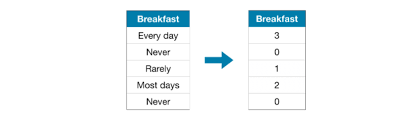 Breakfast
Every day
Never
Rarely
Most days
Never
Breakfast
3
0
1
2
0